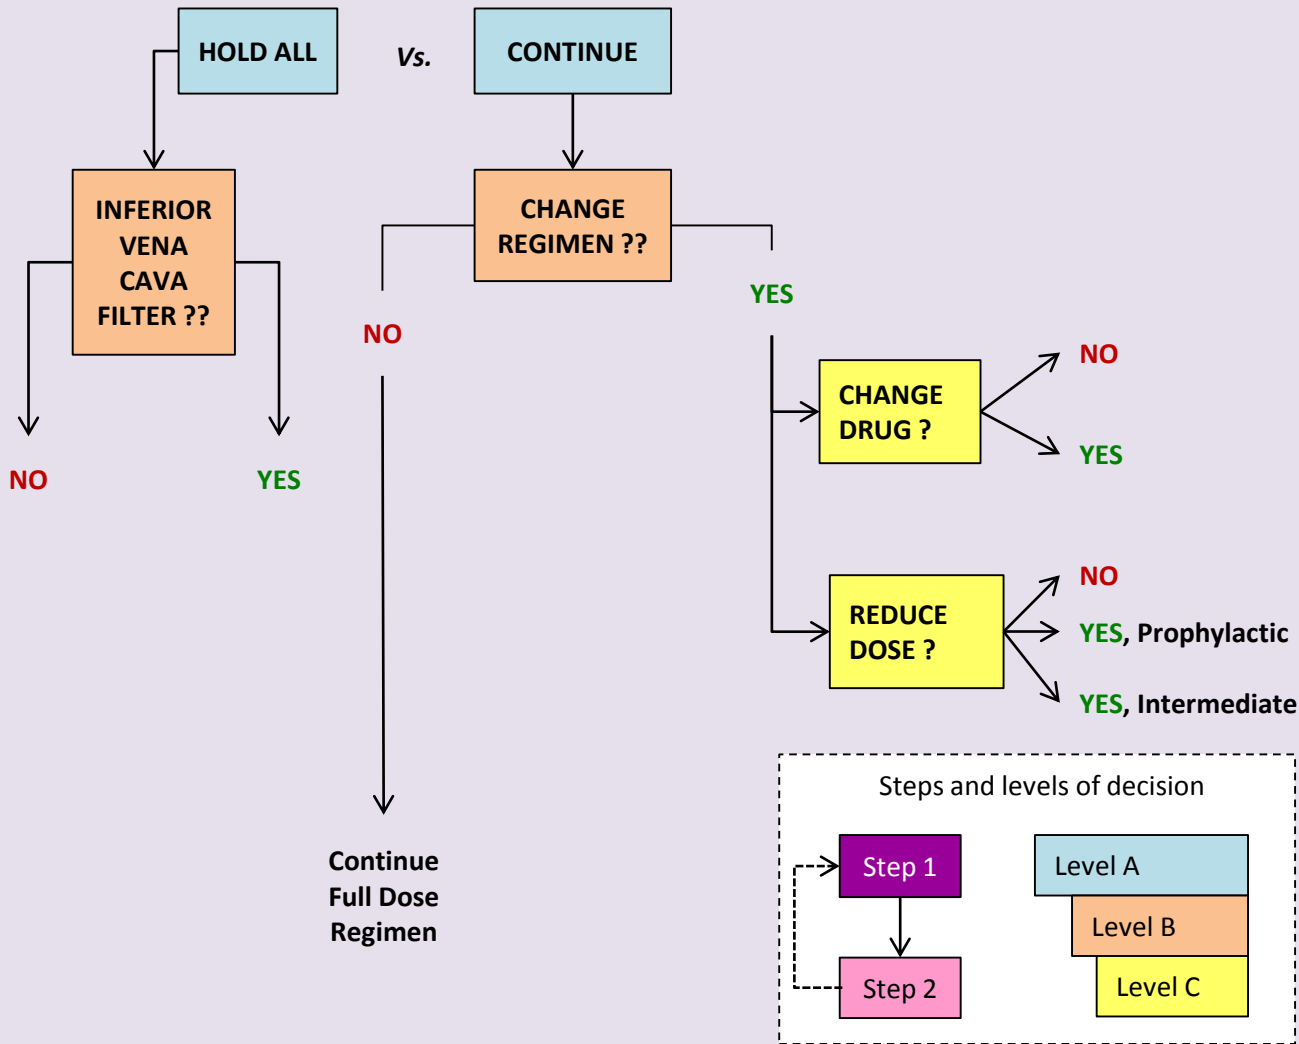 HOLD ALL
Vs.
CONTINUE
INFERIOR
VENA
CAVA
FILTER ??
NO
YES
CHANGE
REGIMEN ??
NO
YES
Continue
Full Dose
Regimen
CHANGE
DRUG ?
NO
YES
REDUCE
DOSE ?
NO
YES, Prophylactic
YES, Intermediate
Steps and levels of decision
Step 1
Step 2
Level A
Level B
Level C